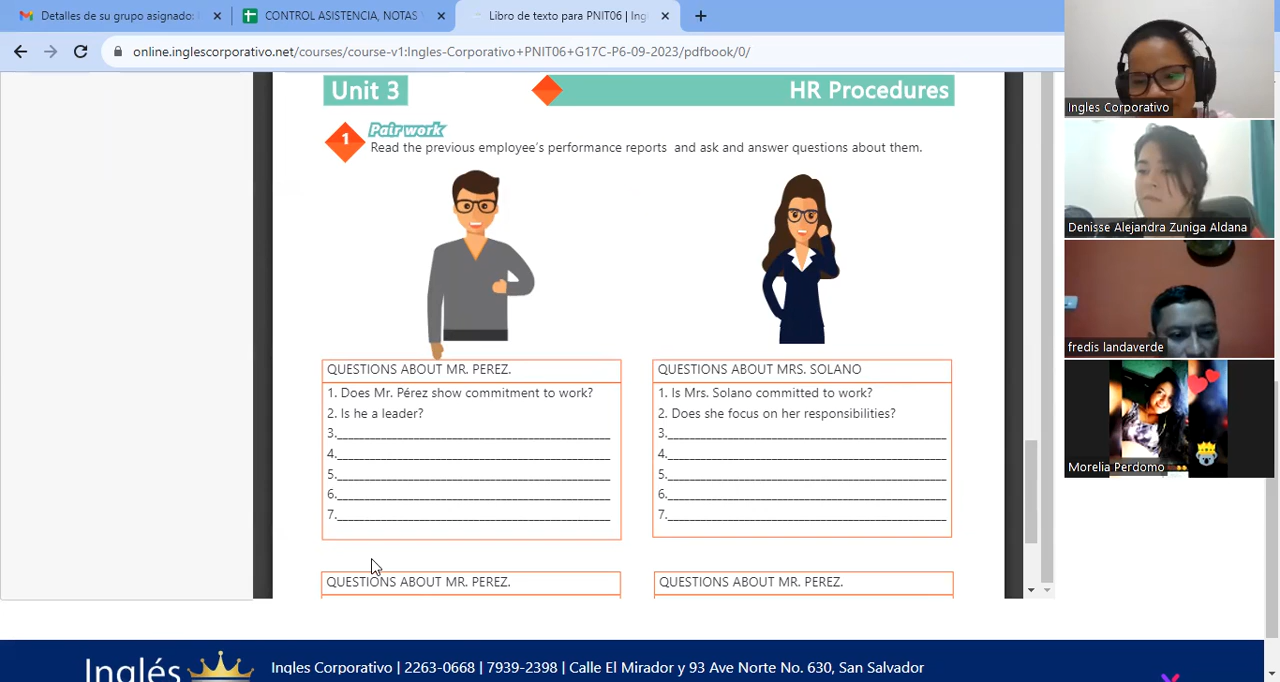 Detalles de su grupo asignado:
CONTROL ASISTENCIA, NOTAS Y
Libro de texto para PNIT06 | Ing
online.inglescorporativo.net/courses/course-v1:Ingles-Corporativo+PNIT06+G17C-P6-09-2023/pdfbook/0/
Unit 3
HR Procedures
1
Pair work
Read the previous employee's performance reports and ask and answer questions about them.
QUESTIONS ABOUT MR. PEREZ.
1. Does Mr. Pérez show commitment to work?
2. Is he a leader?
3.
4.
5.
6.
7.
QUESTIONS ABOUT MRS. SOLANO
1. Is Mrs. Solano committed to work?
2. Does she focus on her responsibilities?
3.
4.
5.
6.
7.
QUESTIONS ABOUT MR. PEREZ.
QUESTIONS ABOUT MR. PEREZ.
Inglés
Ingles Corporativo | 2263-0668 | 7939-2398 | Calle El Mirador y 93 Ave Norte No. 630, San Salvador
Ingles Corporativo
Denisse Alejandra Zuniga Aldana
fredis landaverde
Morelia Perdomo